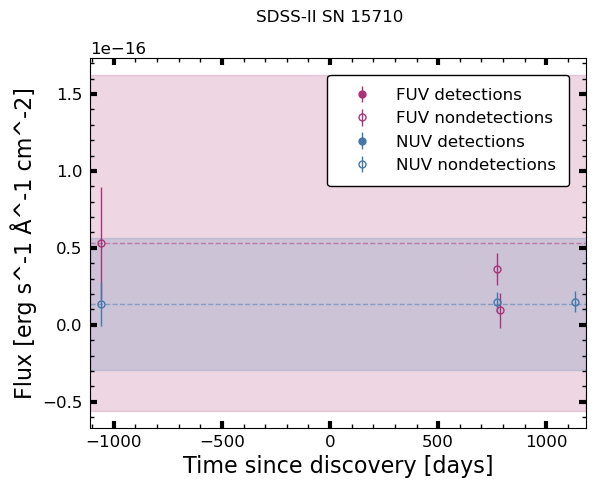 SDSS-II SN 15710
1e−16
Flux [erg s^-1 Å^-1 cm^-2]
1.5
1.0
0.5
0.0
−0.5
FUV detections
FUV nondetections
NUV detections
NUV nondetections
−1000 −500 0 500 1000
Time since discovery [days]